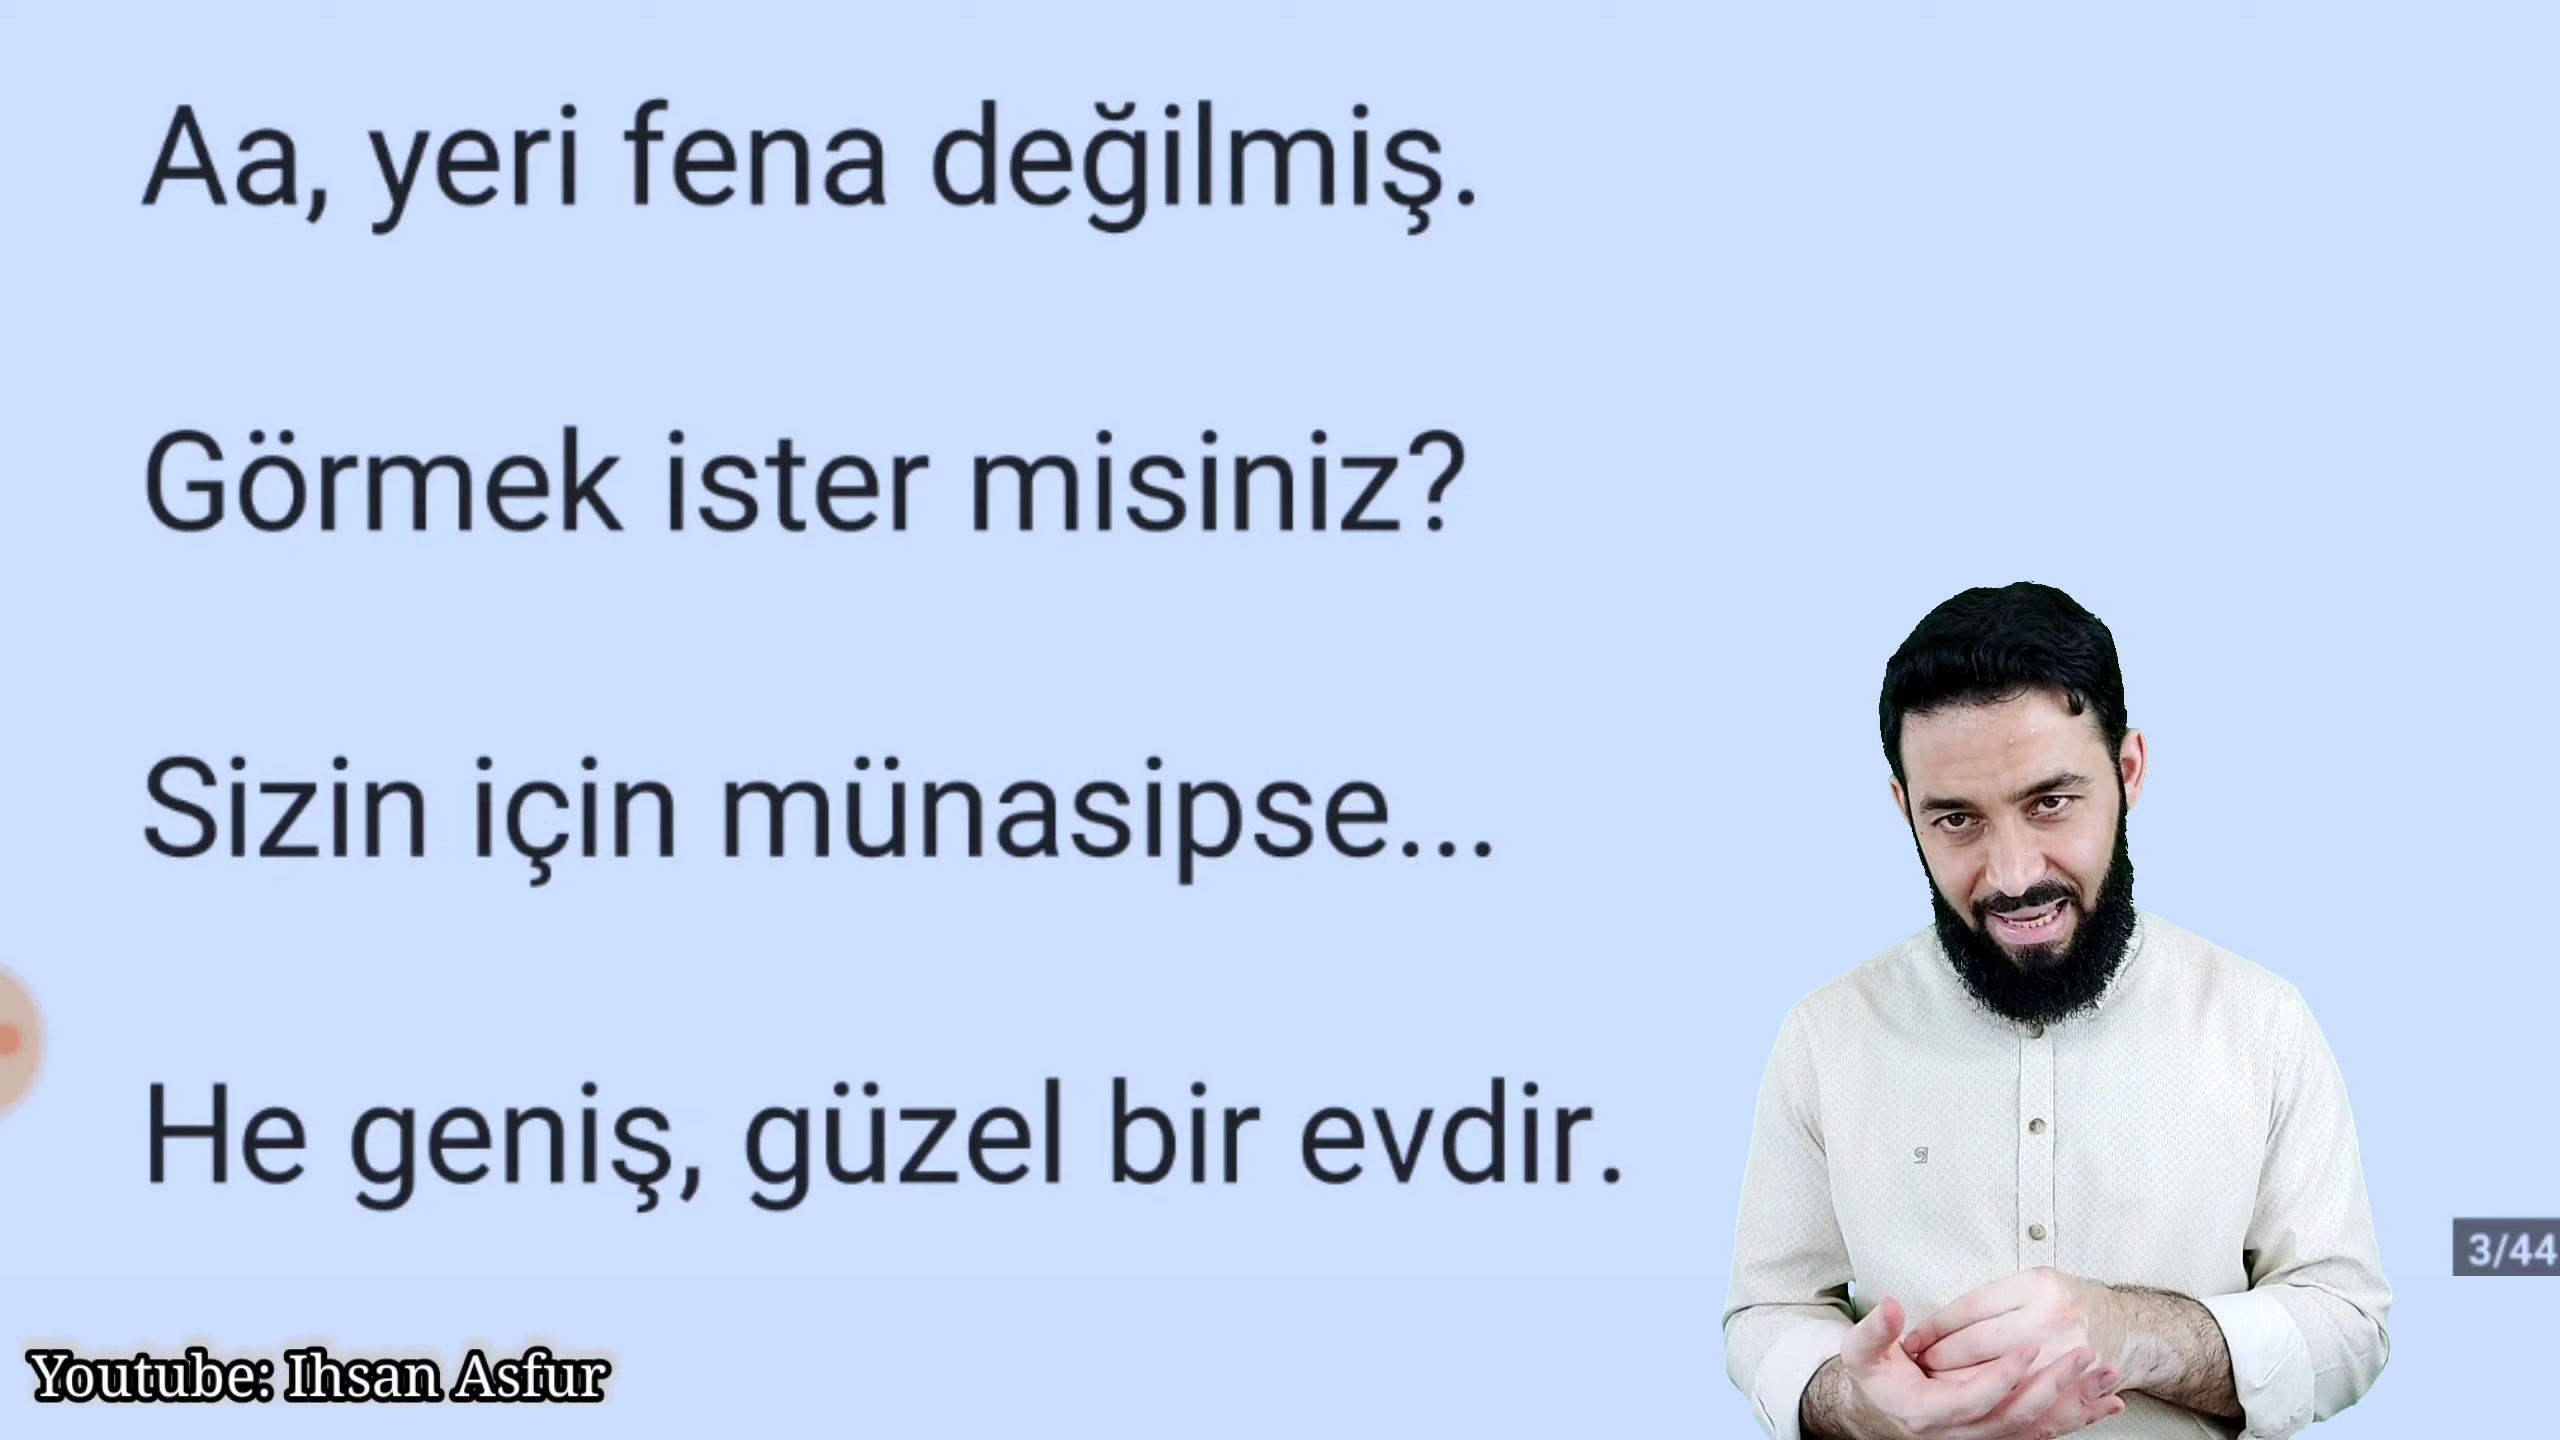 Aa, yeri fena değilmiş.
Görmek ister misiniz?
Sizin için münasipse...
He geniş, güzel bir evdir.
3/44
Youtube: Ihsan Asfur